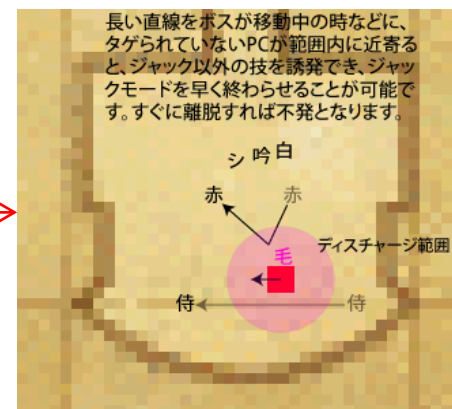 長い直線をボスが移動中の時などに、
タゲられていないPCが範囲内に近寄る
と、ジャック以外の技を誘発でき、ジャッ
クモードを早く終わらせることが可能で
す。すぐに離脱すれば不発となります。
シ 吟 白
赤 赤
毛 ディスチャージ範囲
侍 侍